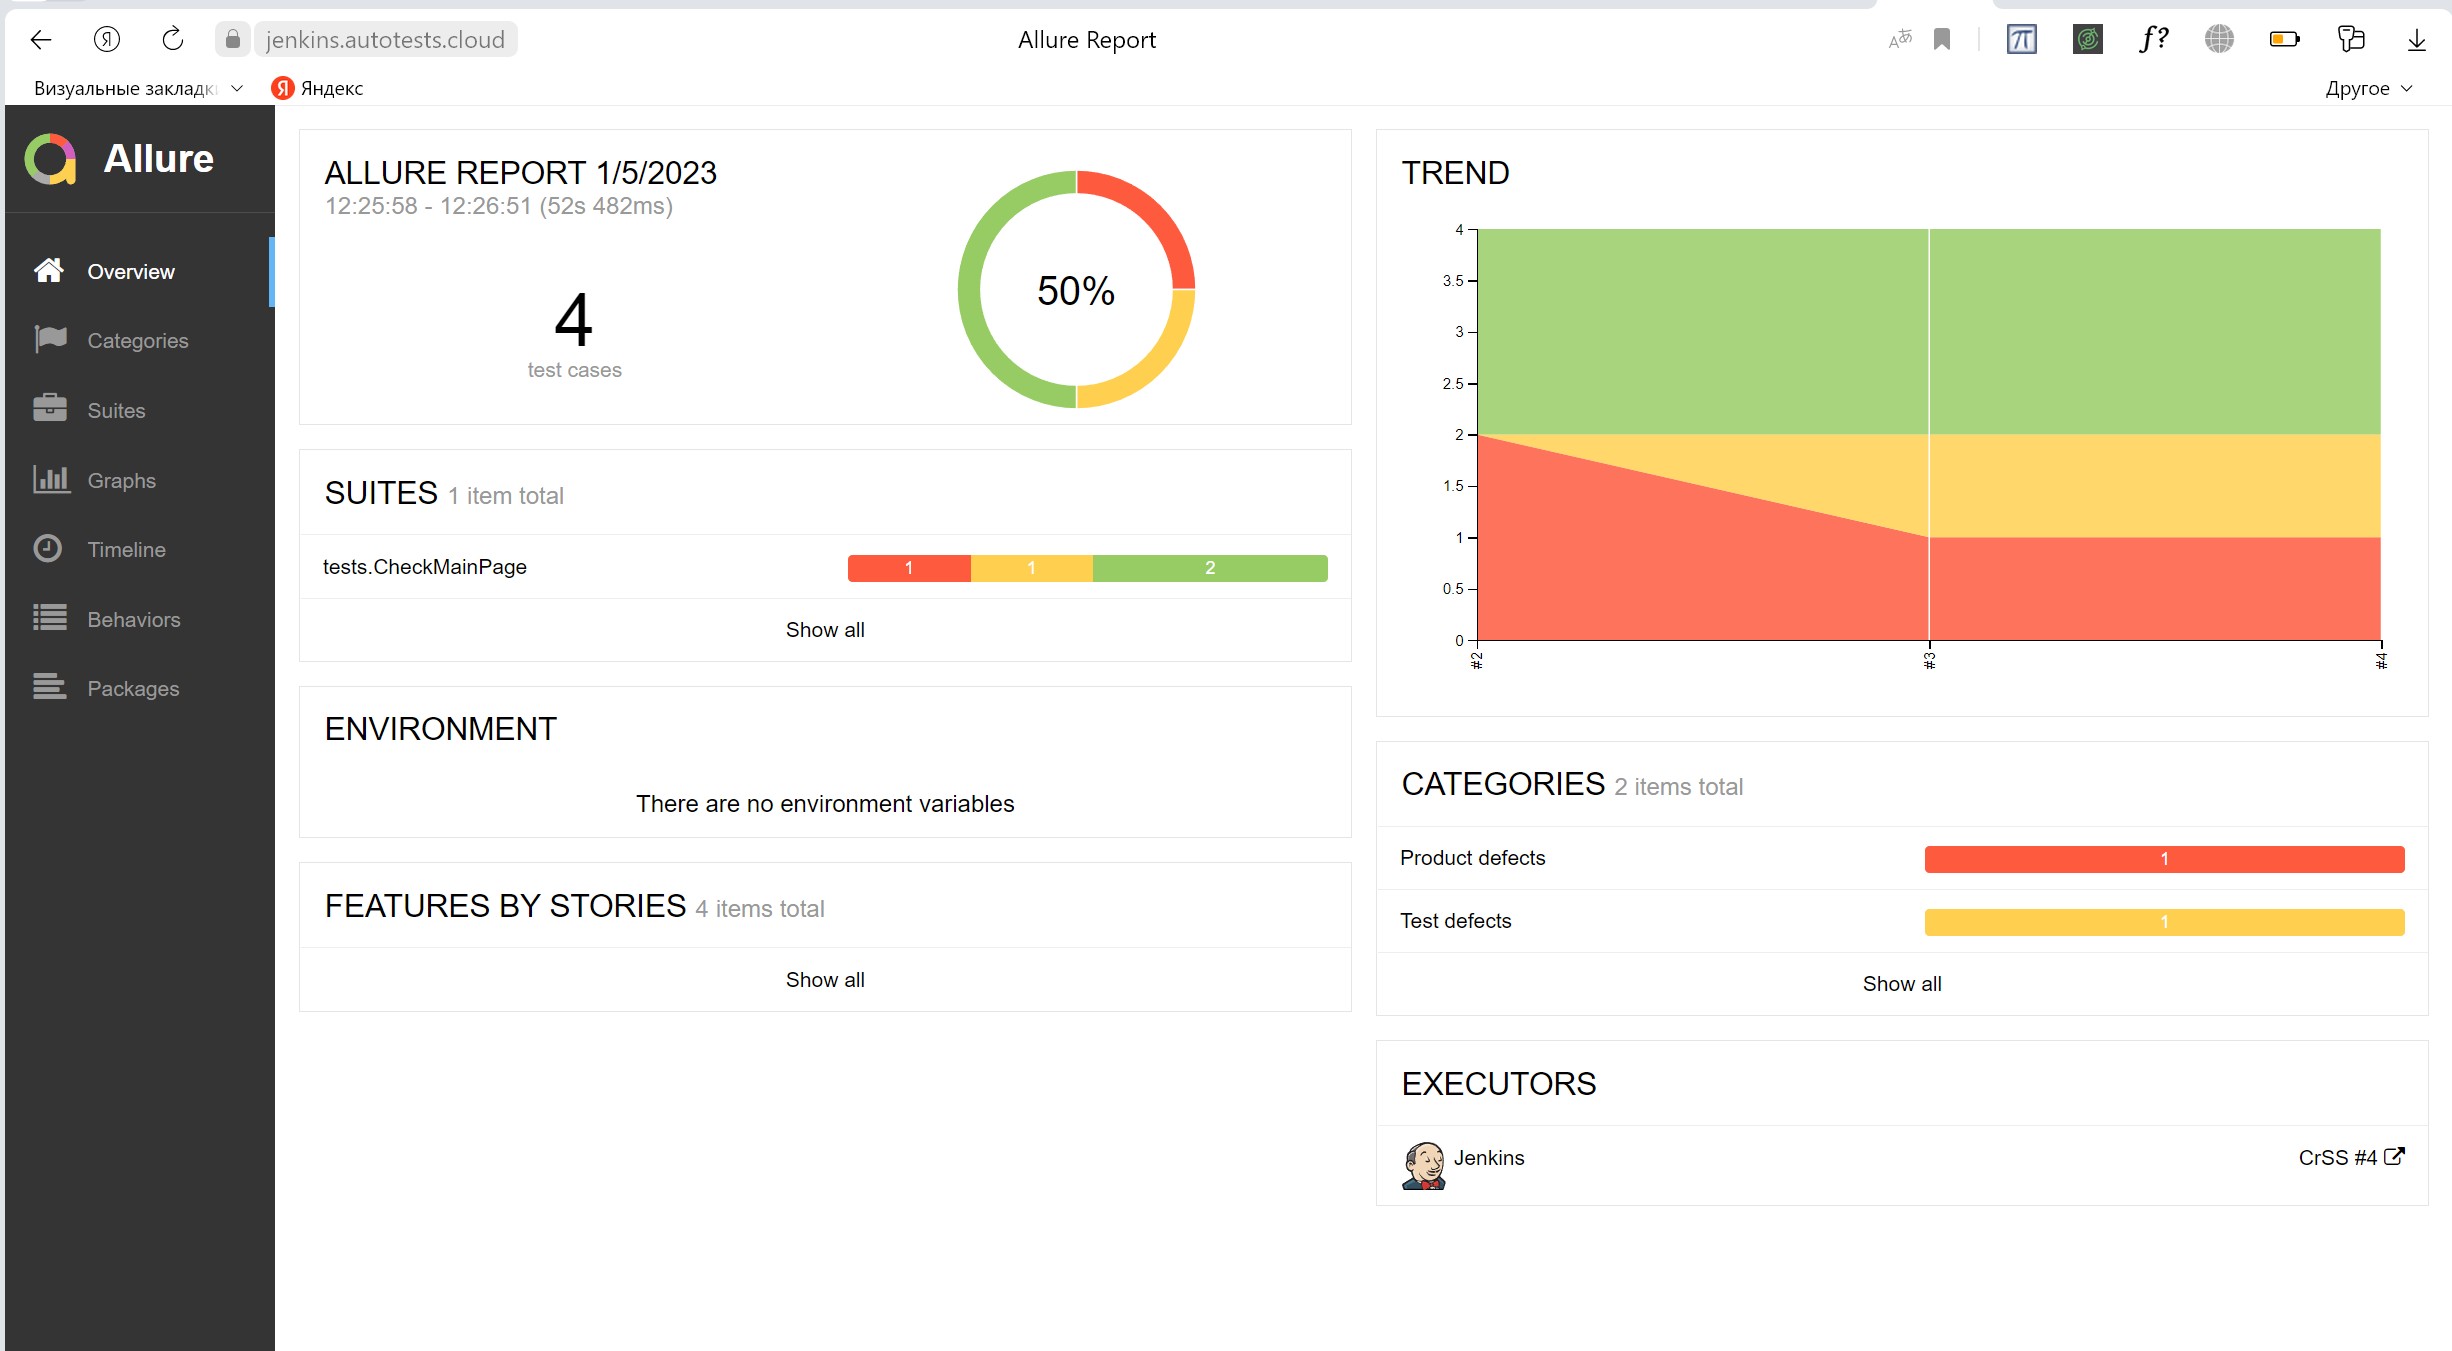 jenkins.autotests.cloud
Allure Report
Визуальные закладк
Яндекс
Другое
Allure
Overview
Categories
Suites
Graphs
Timeline
Behaviors
Packages
ALLURE REPORT 1/5/2023
12:25:58 - 12:26:51 (52s 482ms)
4
test cases
50%
SUITES 1 item total
tests.CheckMainPage 1 1 2
Show all
ENVIRONMENT
There are no environment variables
FEATURES BY STORIES 4 items total
Show all
TREND
4
3.5
3
2.5
2
1.5
1
0.5
0
#2 #3 #4
CATEGORIES 2 items total
Product defects 1
Test defects 1
Show all
EXECUTORS
Jenkins CrSS #4